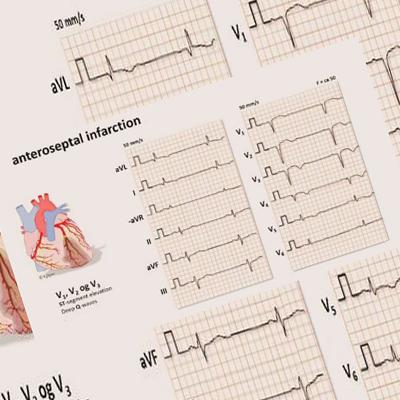 50 mm/s
aVL
V1
anteroseptal infarction
50 mm/s
aVL
I
-aVR
II
aVF
III
50 mm/s
F = ca 50
V1
V2
V3
V4
V5
V6
V1, V2 og V3
ST-segment elevation
Deep Q-waves
V5
V6
aVF
V2 og V3